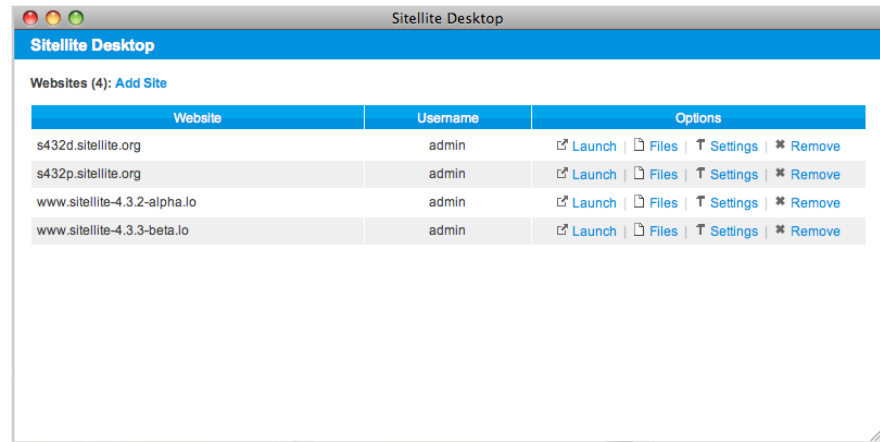 Sitellite Desktop
Sitellite Desktop
Websites (4): Add Site
Website Username Options
s432d.sitellite.org admin Launch | Files | Settings | Remove
s432p.sitellite.org admin Launch | Files | Settings | Remove
www.sitellite-4.3.2-alpha.lo admin Launch | Files | Settings | Remove
www.sitellite-4.3.3-beta.lo admin Launch | Files | Settings | Remove